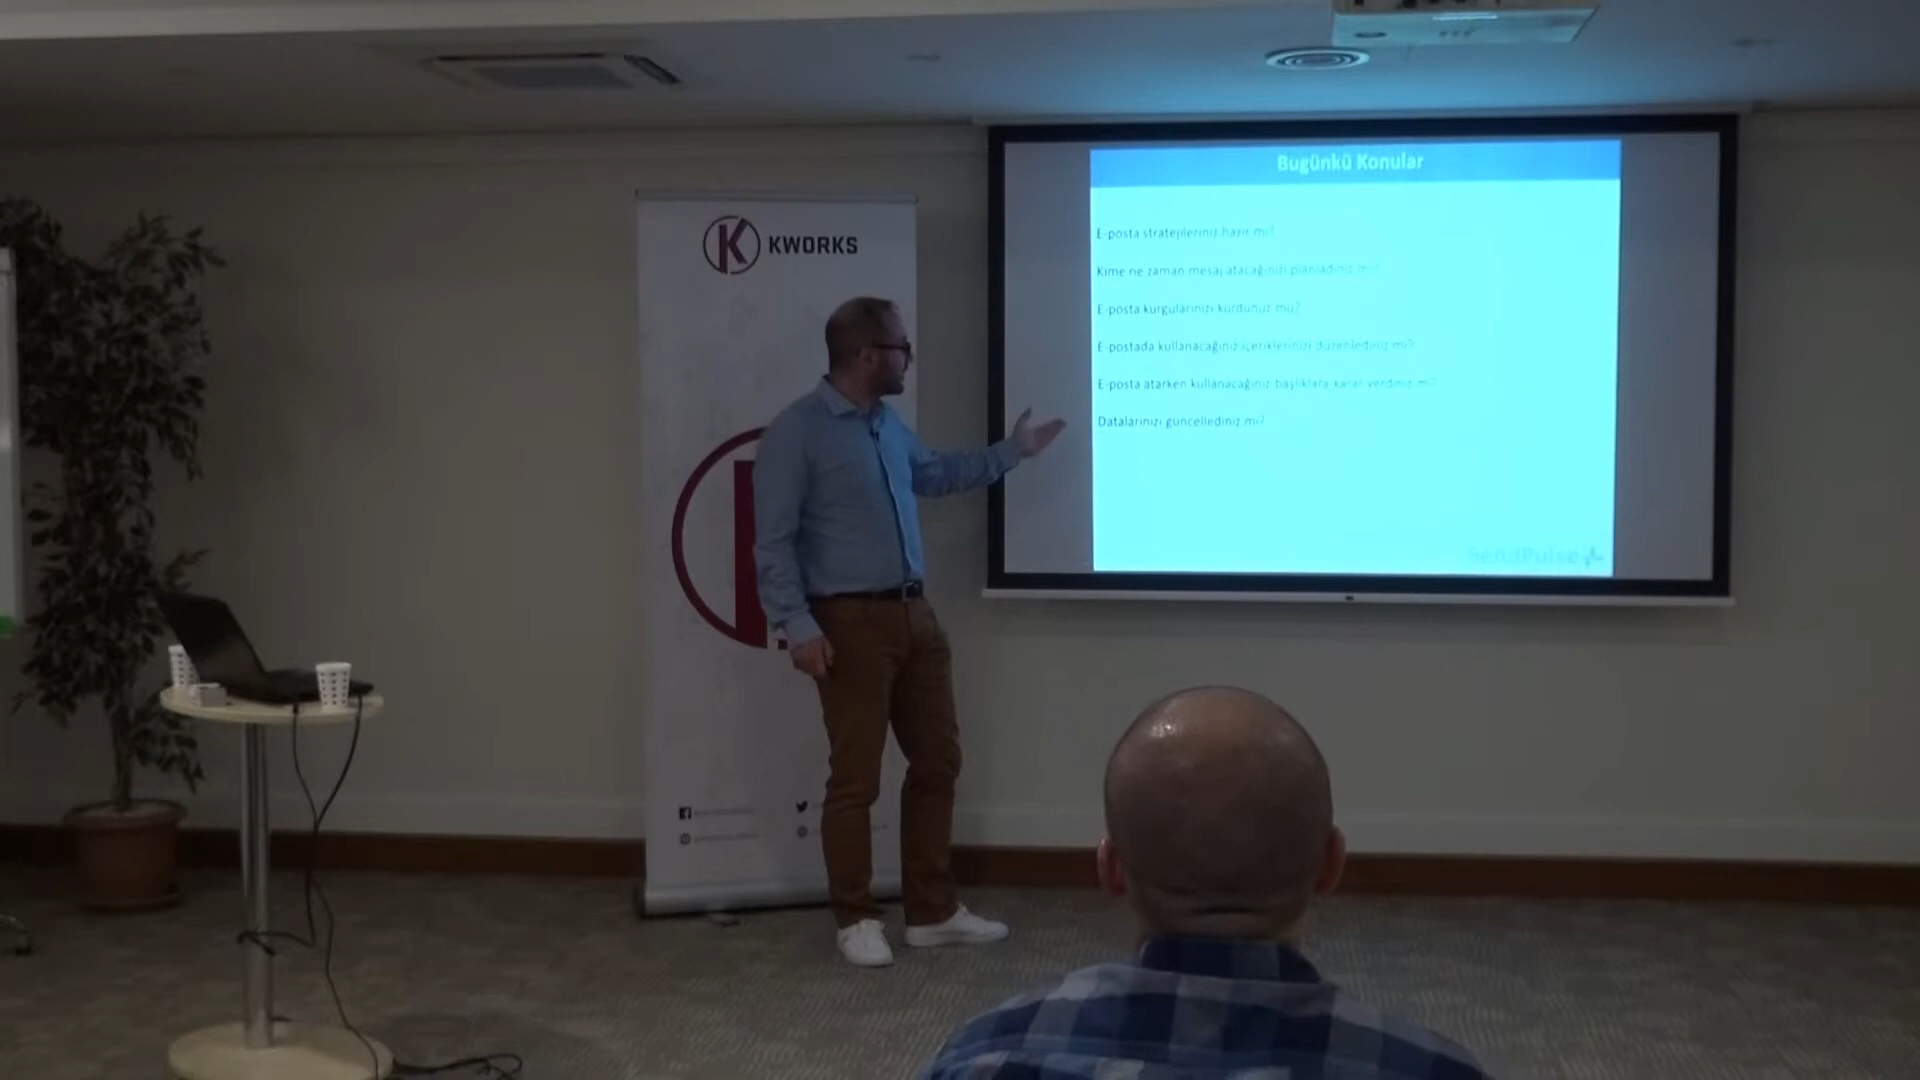 Bugünkü Konular
E-posta stratejileriniz hazır mı?
Kime ne zaman mesaj atacağınızı planladınız mı?
E-posta kurgularınızı kurdunuz mu?
E-postada kullanacağınız içeriklerinizi düzenlediniz mi?
E-posta atarken kullanacağınız başlıklara karar verdiniz mi?
Datalarınızı güncellediniz mi?
SendPulse
KWORKS